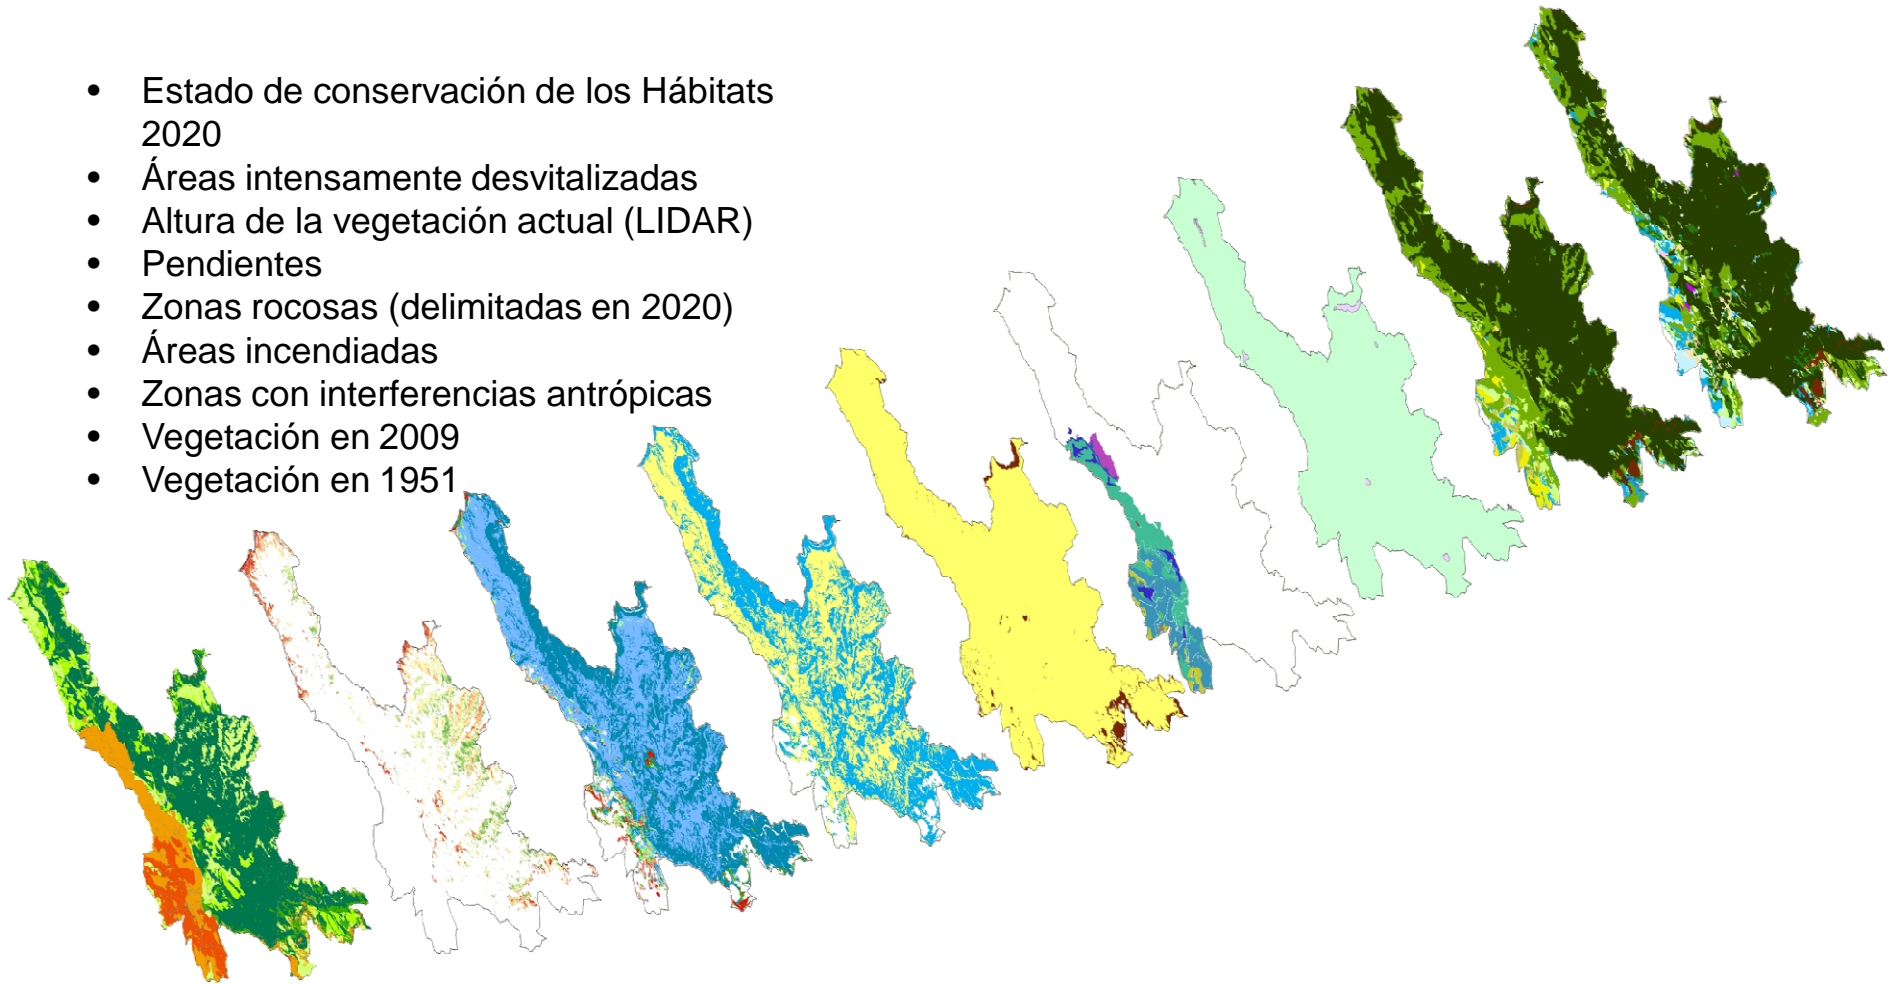 • Estado de conservación de los Hábitats
2020
• Áreas intensamente desvitalizadas
• Altura de la vegetación actual (LIDAR)
• Pendientes
• Zonas rocosas (delimitadas en 2020)
• Áreas incendiadas
• Zonas con interferencias antrópicas
• Vegetación en 2009
• Vegetación en 1951